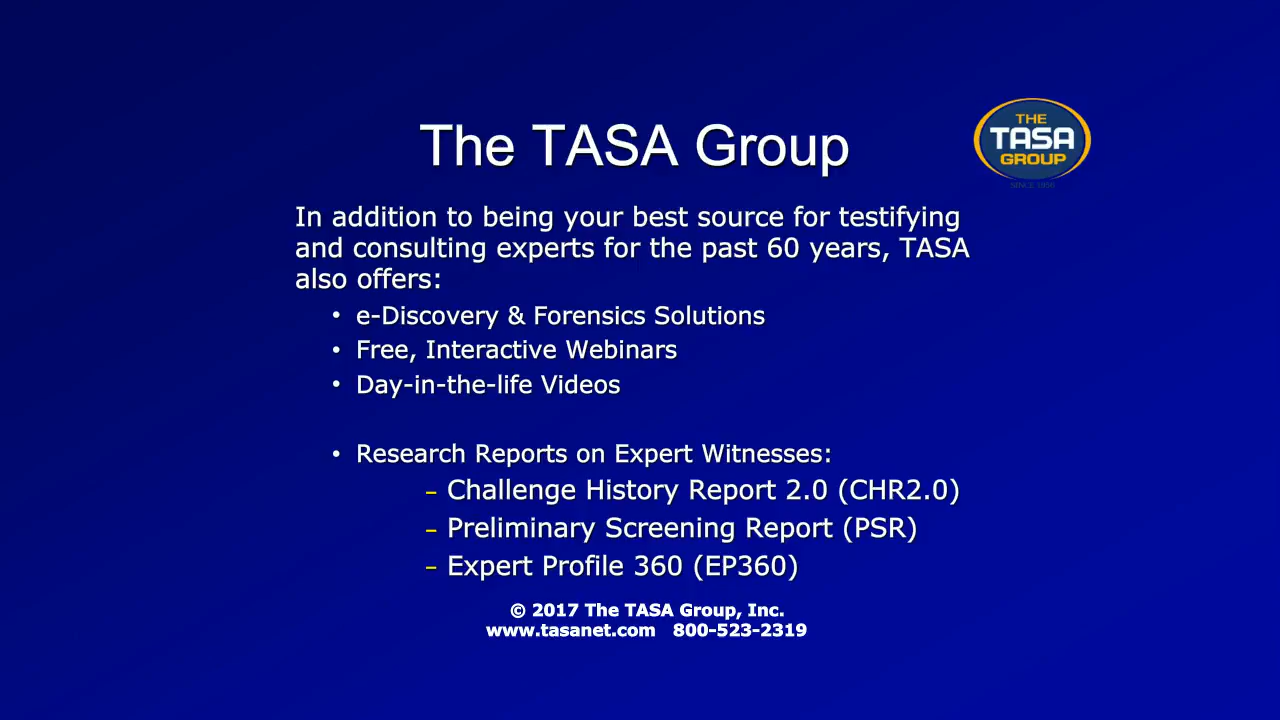 The TASA Group
THE
TASA
GROUP
SINCE 1956
In addition to being your best source for testifying
and consulting experts for the past 60 years, TASA
also offers:
• e-Discovery & Forensics Solutions
• Free, Interactive Webinars
• Day-in-the-life Videos
• Research Reports on Expert Witnesses:
– Challenge History Report 2.0 (CHR2.0)
– Preliminary Screening Report (PSR)
– Expert Profile 360 (EP360)
© 2017 The TASA Group, Inc.
www.tasanet.com 800-523-2319